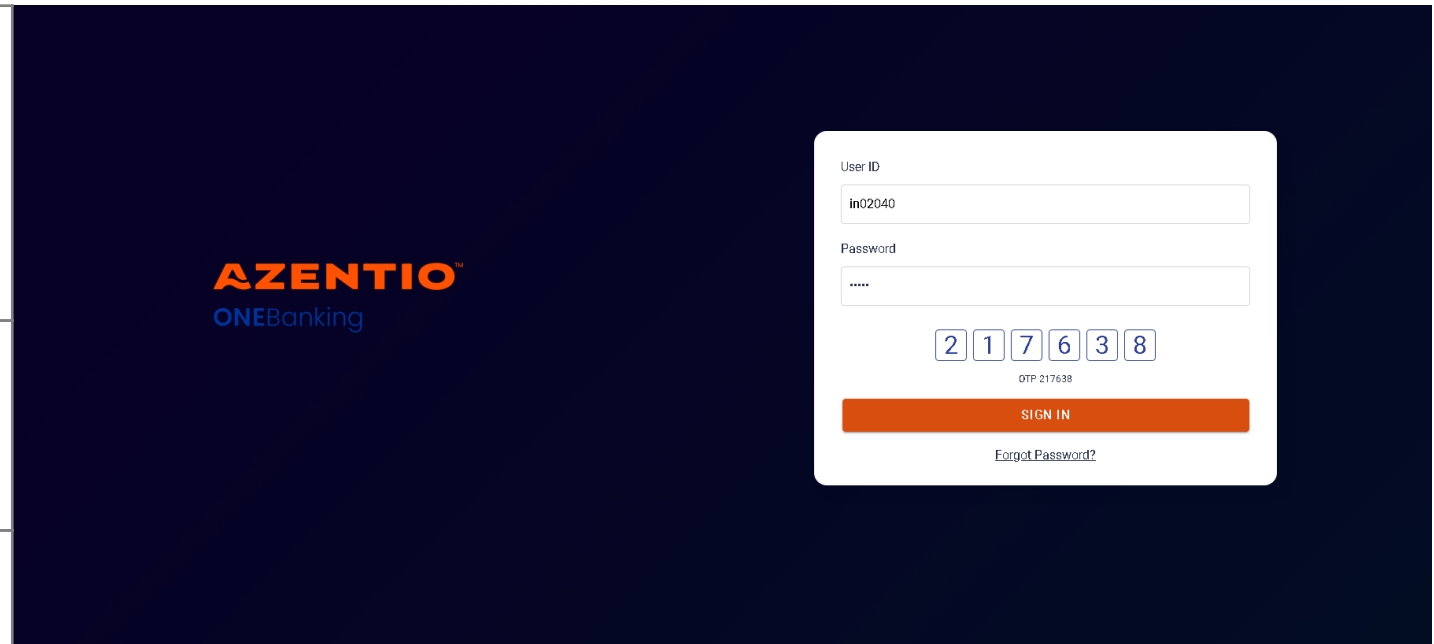 AZENTIO™
ONEBanking
User ID
in02040
Password
•••••
2 1 7 6 3 8
OTP 217638
SIGN IN
Forgot Password?